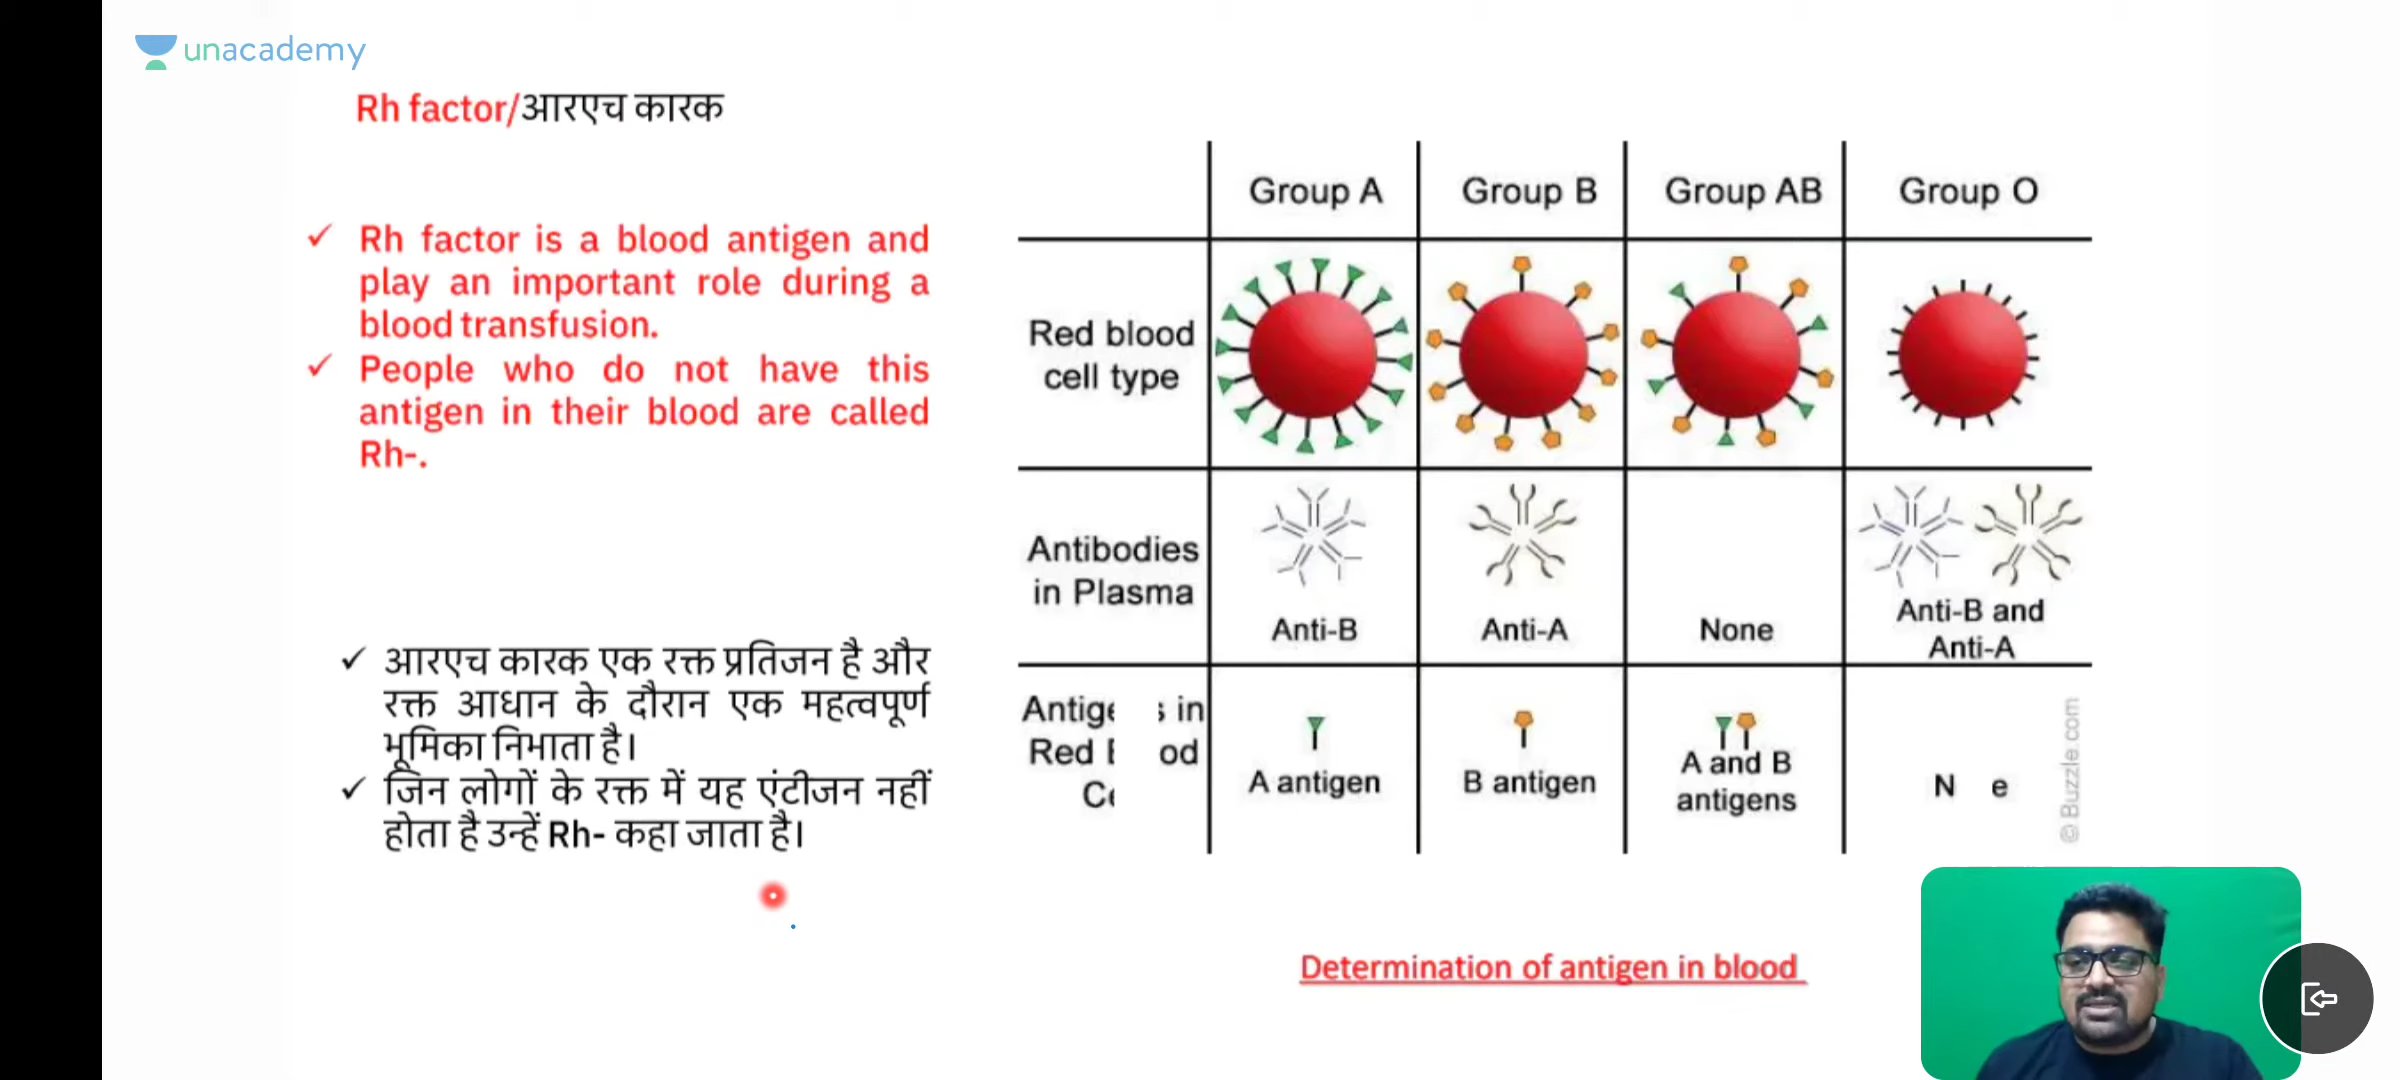 unacademy
Rh factor/आरएच कारक
Rh factor is a blood antigen and
play an important role during a
blood transfusion.
People who do not have this
antigen in their blood are called
Rh-.
आरएच कारक एक रक्त प्रतिजन है और
रक्त आधान के दौरान एक महत्वपूर्ण
भूमिका निभाता है।
जिन लोगों के रक्त में यह एंटीजन नहीं
होता है उन्हें Rh- कहा जाता है।
Group A Group B Group AB Group O
Red blood
cell type
Antibodies
in Plasma
Anti-B Anti-A None Anti-B and
Anti-A
in
Red
A antigen B antigen A and B
antigens
© Buzzle.com
Determination of antigen in blood